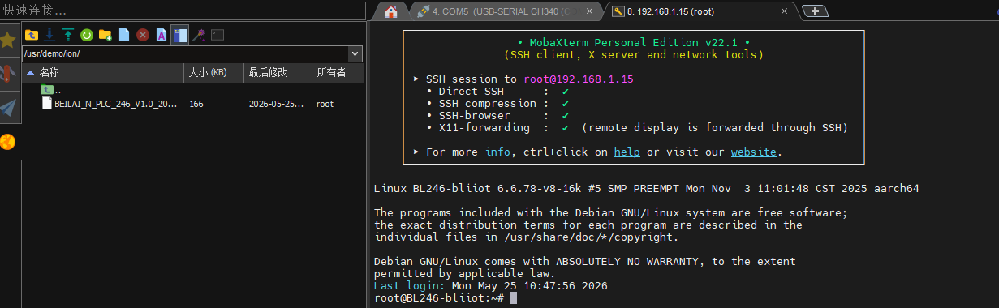 快速连接...
4. COM5 (USB-SERIAL CH340 (C
8. 192.168.1.15 (root)
/usr/demo/ion/
名称 大小 (KB) 最后修改 所有者
..
BEILAI_N_PLC_246_V1.0_20... 166 2026-05-25... root
• MobaXterm Personal Edition v22.1 •
(SSH client, X server and network tools)
➤ SSH session to root@192.168.1.15
• Direct SSH : ✔
• SSH compression : ✔
• SSH-browser : ✔
• X11-forwarding : ✔ (remote display is forwarded through SSH)
➤ For more info, ctrl+click on help or visit our website.
Linux BL246-bliiot 6.6.78-v8-16k #5 SMP PREEMPT Mon Nov  3 11:01:48 CST 2025 aarch64
The programs included with the Debian GNU/Linux system are free software;
the exact distribution terms for each program are described in the
individual files in /usr/share/doc/*/copyright.
Debian GNU/Linux comes with ABSOLUTELY NO WARRANTY, to the extent
permitted by applicable law.
Last login: Mon May 25 10:47:56 2026
root@BL246-bliiot:~#